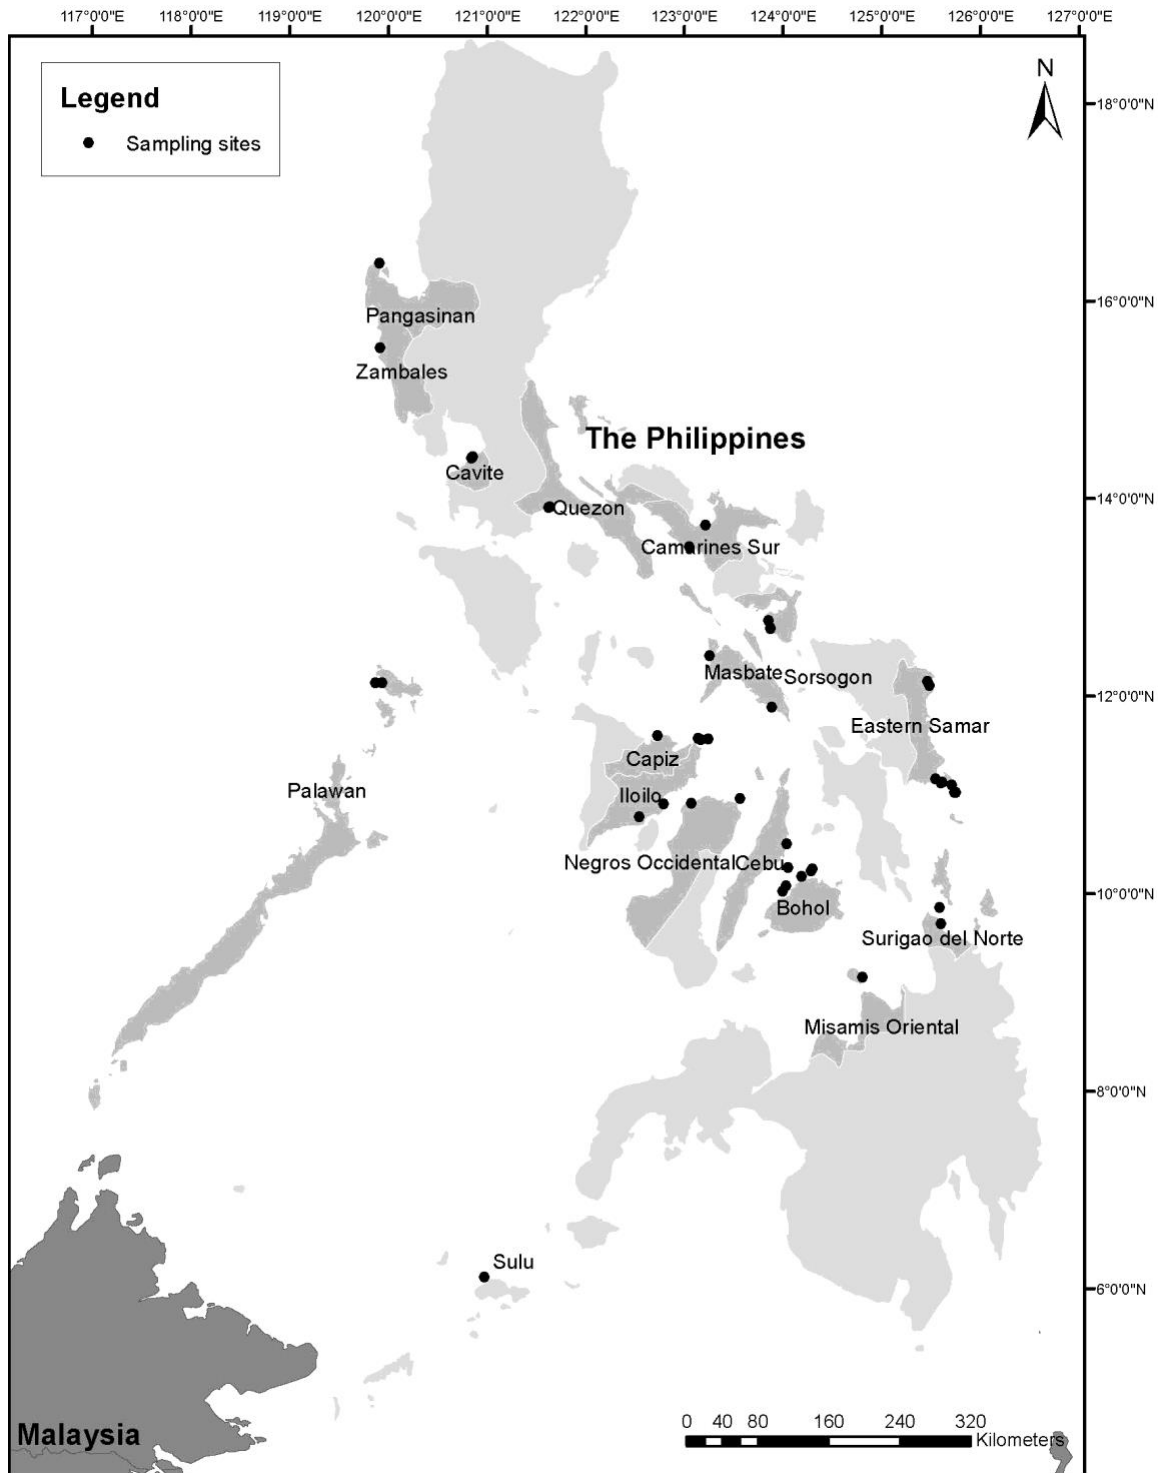 117°0'0"E 118°0'0"E 119°0'0"E 120°0'0"E 121°0'0"E 122°0'0"E 123°0'0"E 124°0'0"E 125°0'0"E 126°0'0"E 127°0'0"E
Legend
Sampling sites
N
18°0'0"N
16°0'0"N
Pangasinan
Zambales
The Philippines
Cavite
14°0'0"N
Quezon
Camarines Sur
Masbate Sorsogon
12°0'0"N
Eastern Samar
Capiz
Palawan
Iloilo
Negros Occidental Cebu
10°0'0"N
Bohol
Surigao del Norte
Misamis Oriental
8°0'0"N
Sulu
6°0'0"N
Malaysia
0 40 80 160 240 320
Kilometers